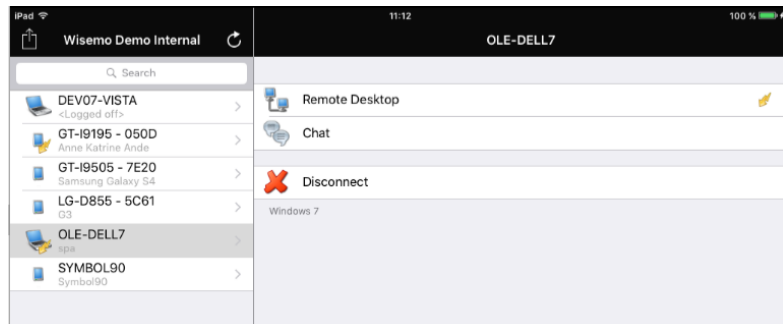 iPad
11:12
100 %
Wisemo Demo Internal
OLE-DELL7
Search
DEV07-VISTA
<Logged off>
GT-I9195 - 050D
Anne Katrine Ande
GT-I9505 - 7E20
Samsung Galaxy S4
LG-D855 - 5C61
G3
OLE-DELL7
spa
SYMBOL90
Symbol90
Remote Desktop
Chat
Disconnect
Windows 7